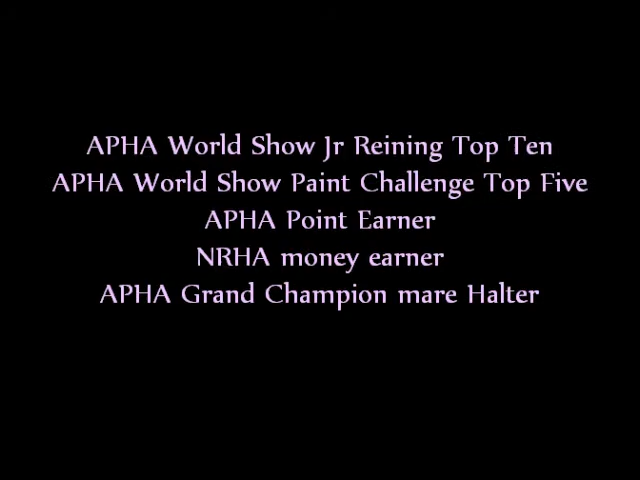 APHA World Show Jr Reining Top Ten
APHA World Show Paint Challenge Top Five
APHA Point Earner
NRHA money earner
APHA Grand Champion mare Halter